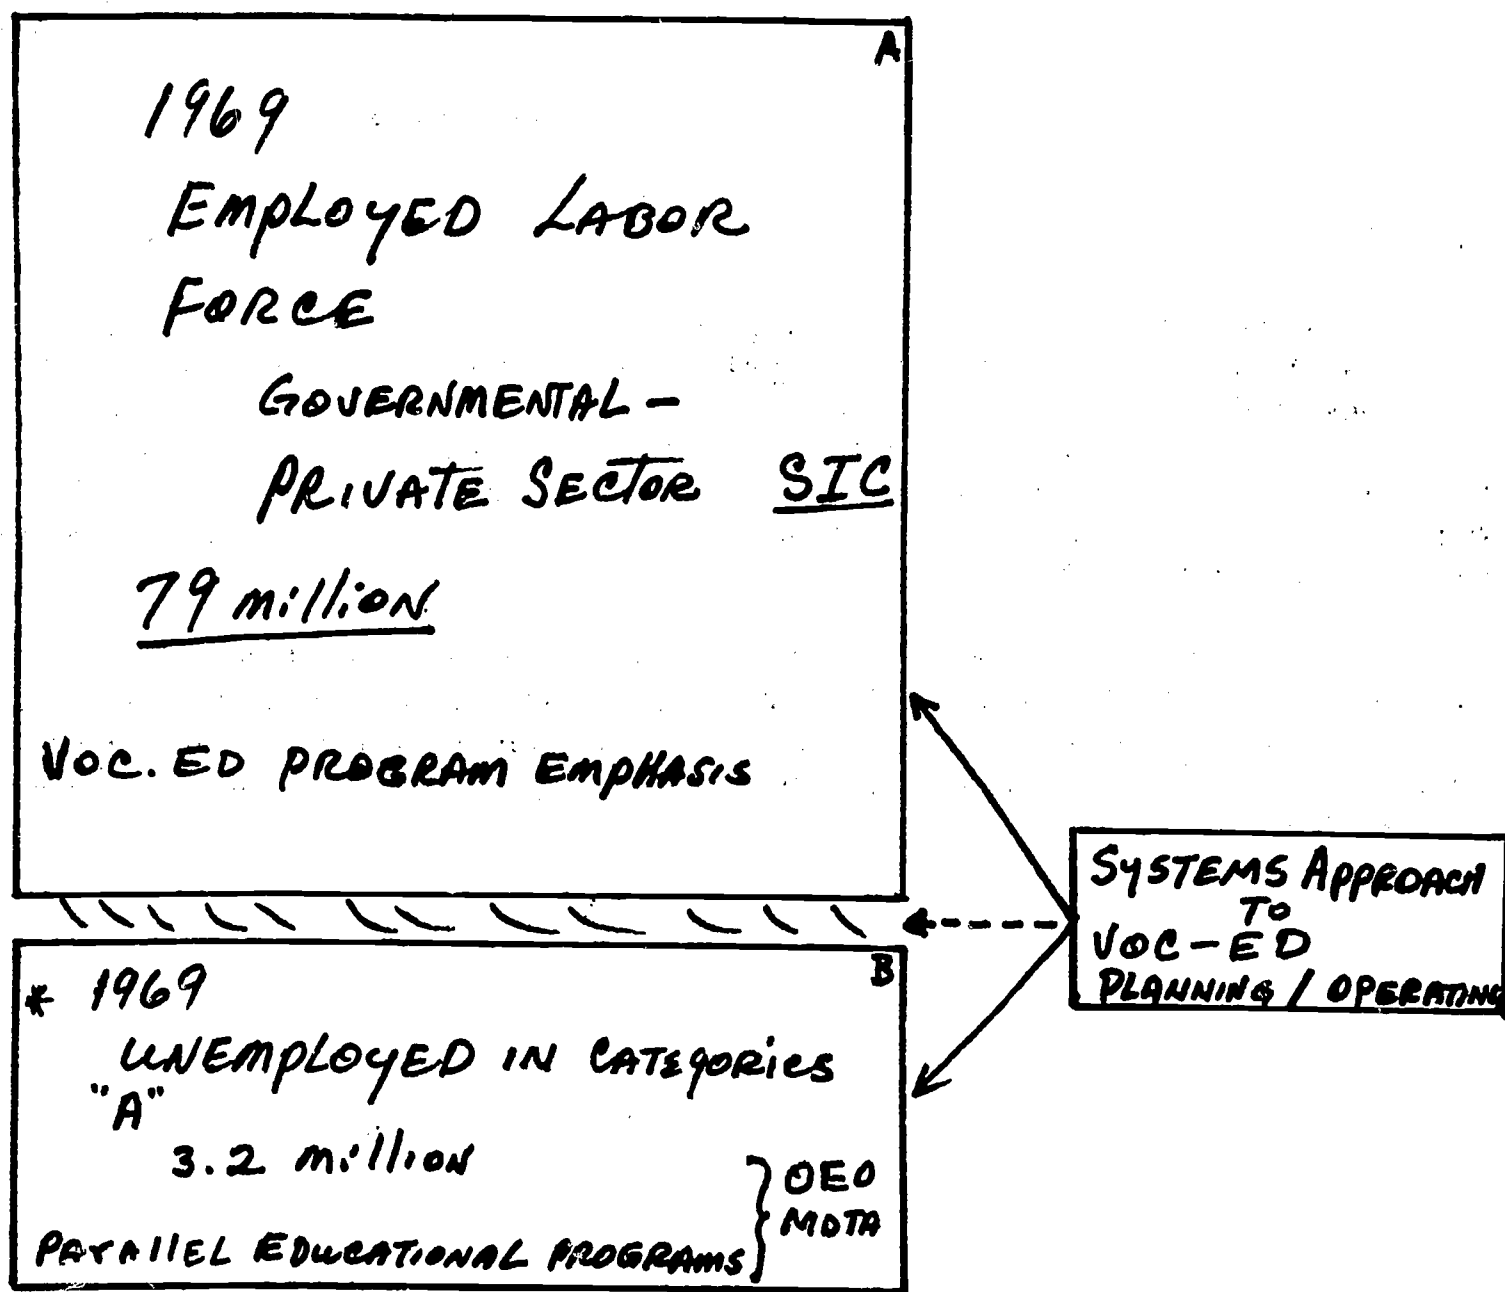 A
1969
EMPLOYED LABOR
FORCE
GOVERNMENTAL -
PRIVATE SECTOR SIC
79 million
VOC. ED PROGRAM EMPHASIS
SYSTEMS APPROACH
TO
VOC-ED
PLANNING / OPERATING
B
* 1969
UNEMPLOYED IN CATEGORIES
"A"
3.2 million
OEO
MDTA
PARALLEL EDUCATIONAL PROGRAMS